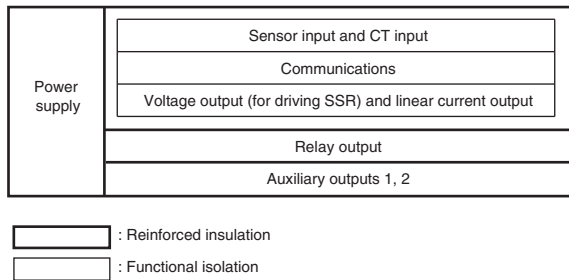 Sensor input and CT input
Communications
Power
supply
Voltage output (for driving SSR) and linear current output
Relay output
Auxiliary outputs 1, 2
: Reinforced insulation
: Functional isolation